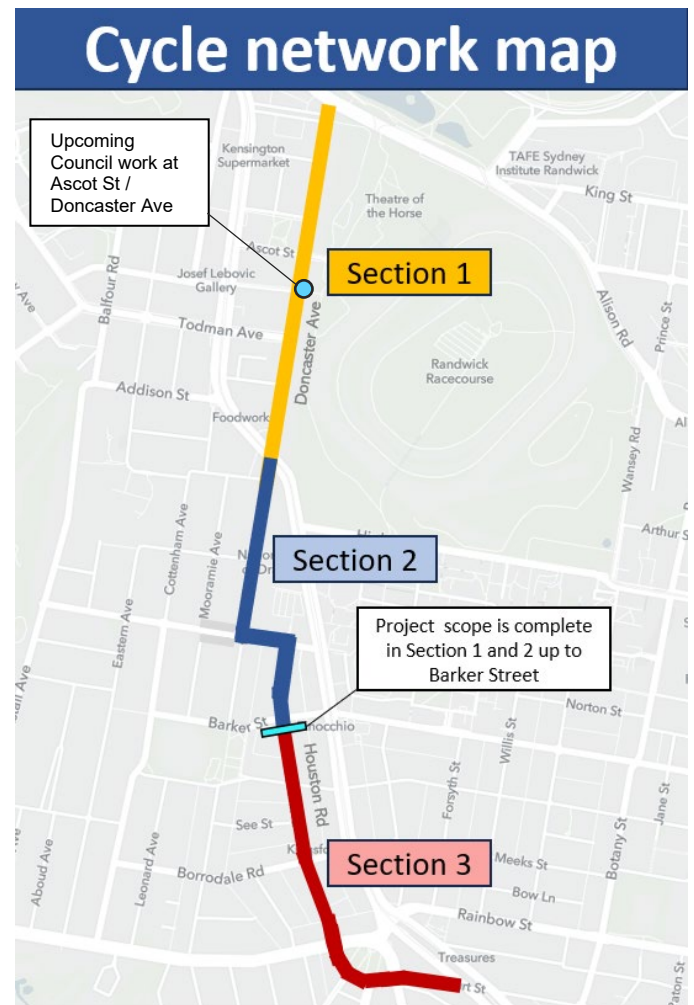 Cycle network map
Upcoming
Council work at
Ascot St /
Doncaster Ave
Kensington
Supermarket
TAFE Sydney
Institute Randwick
King St
Theatre of
the Horse
Ascot St
Section 1
Josef Lebovic
Gallery
Balfour Rd
Ave
Todman Ave
Doncaster Ave
Alison Rd
Prince St
Randwick
Racecourse
Addison St
Foodwork
Wansey Rd
Arthur S
Cottenham Ave
Mooramie Ave
Section 2
Eastern Ave
Project scope is complete
in Section 1 and 2 up to
Barker Street
Norton St
Barker St
nocchio
Willis St
Houston Rd
Forsyth St
Jane St
Botany St
See St
Section 3
Meeks St
Borrodale Rd
Leonard Ave
Aboud Ave
Bow Ln
Rainbow St
Treasures